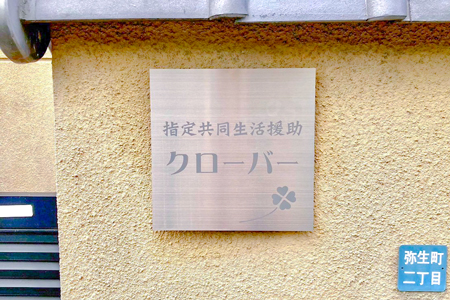 指定共同生活援助
クローバー
弥生町
二丁目